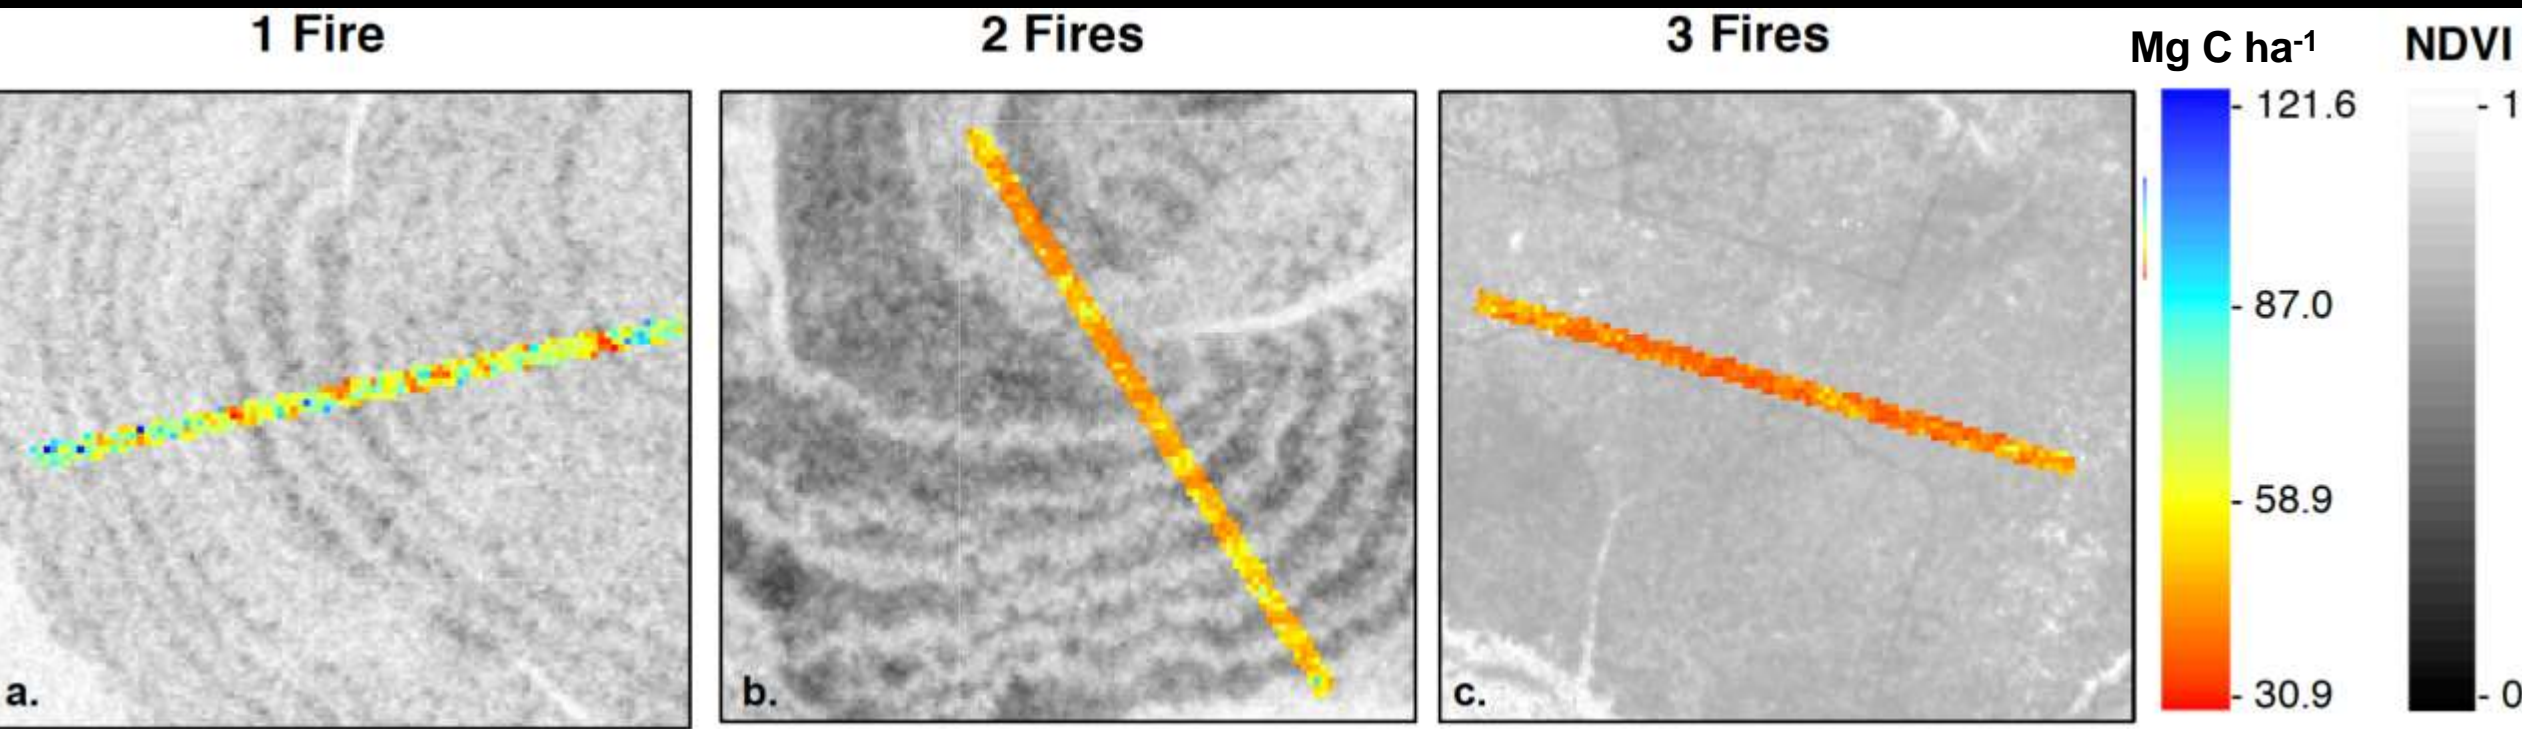 1 Fire
2 Fires
3 Fires
Mg C ha⁻¹
NDVI
a.
b.
c.
- 121.6
- 87.0
- 58.9
- 30.9
- 1
- 0